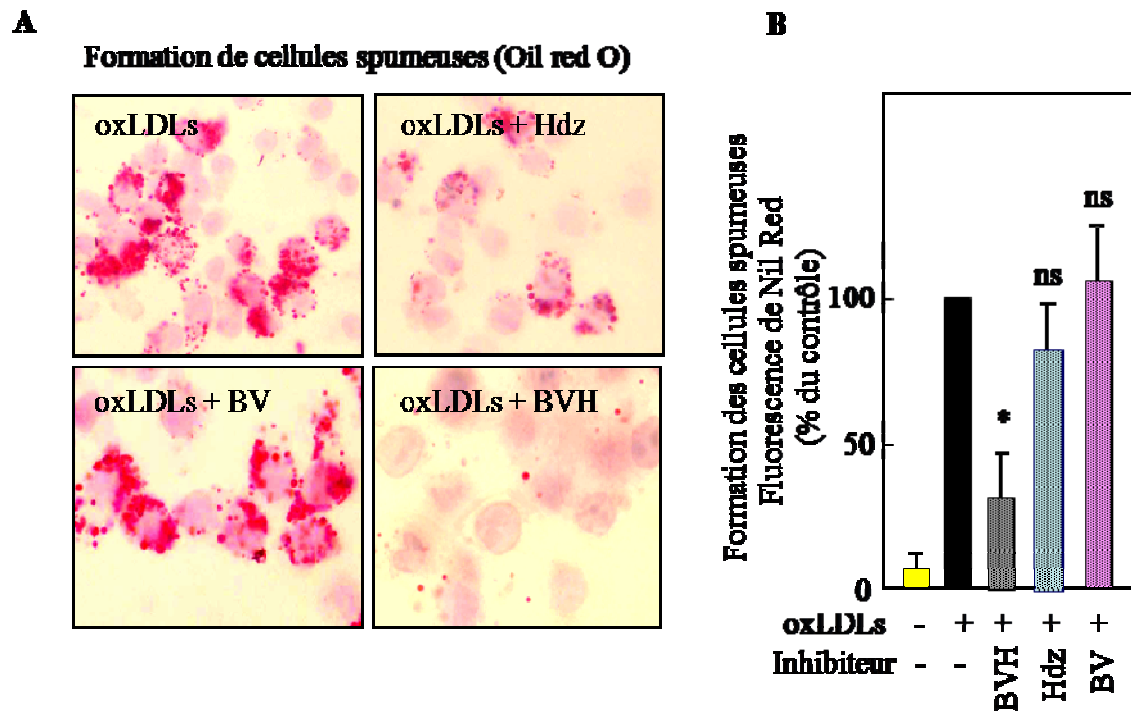 A
Formation de cellules spumeuses (Oil red O)
oxLDLs
oxLDLs + Hdz
oxLDLs + BV
oxLDLs + BVH
B
Formation des cellules spumeuses
Fluorescence de Nil Red
(% du contrôle)
100
50
0
*
ns
ns
oxLDLs - + + + +
Inhibiteur - - BVH Hdz BV